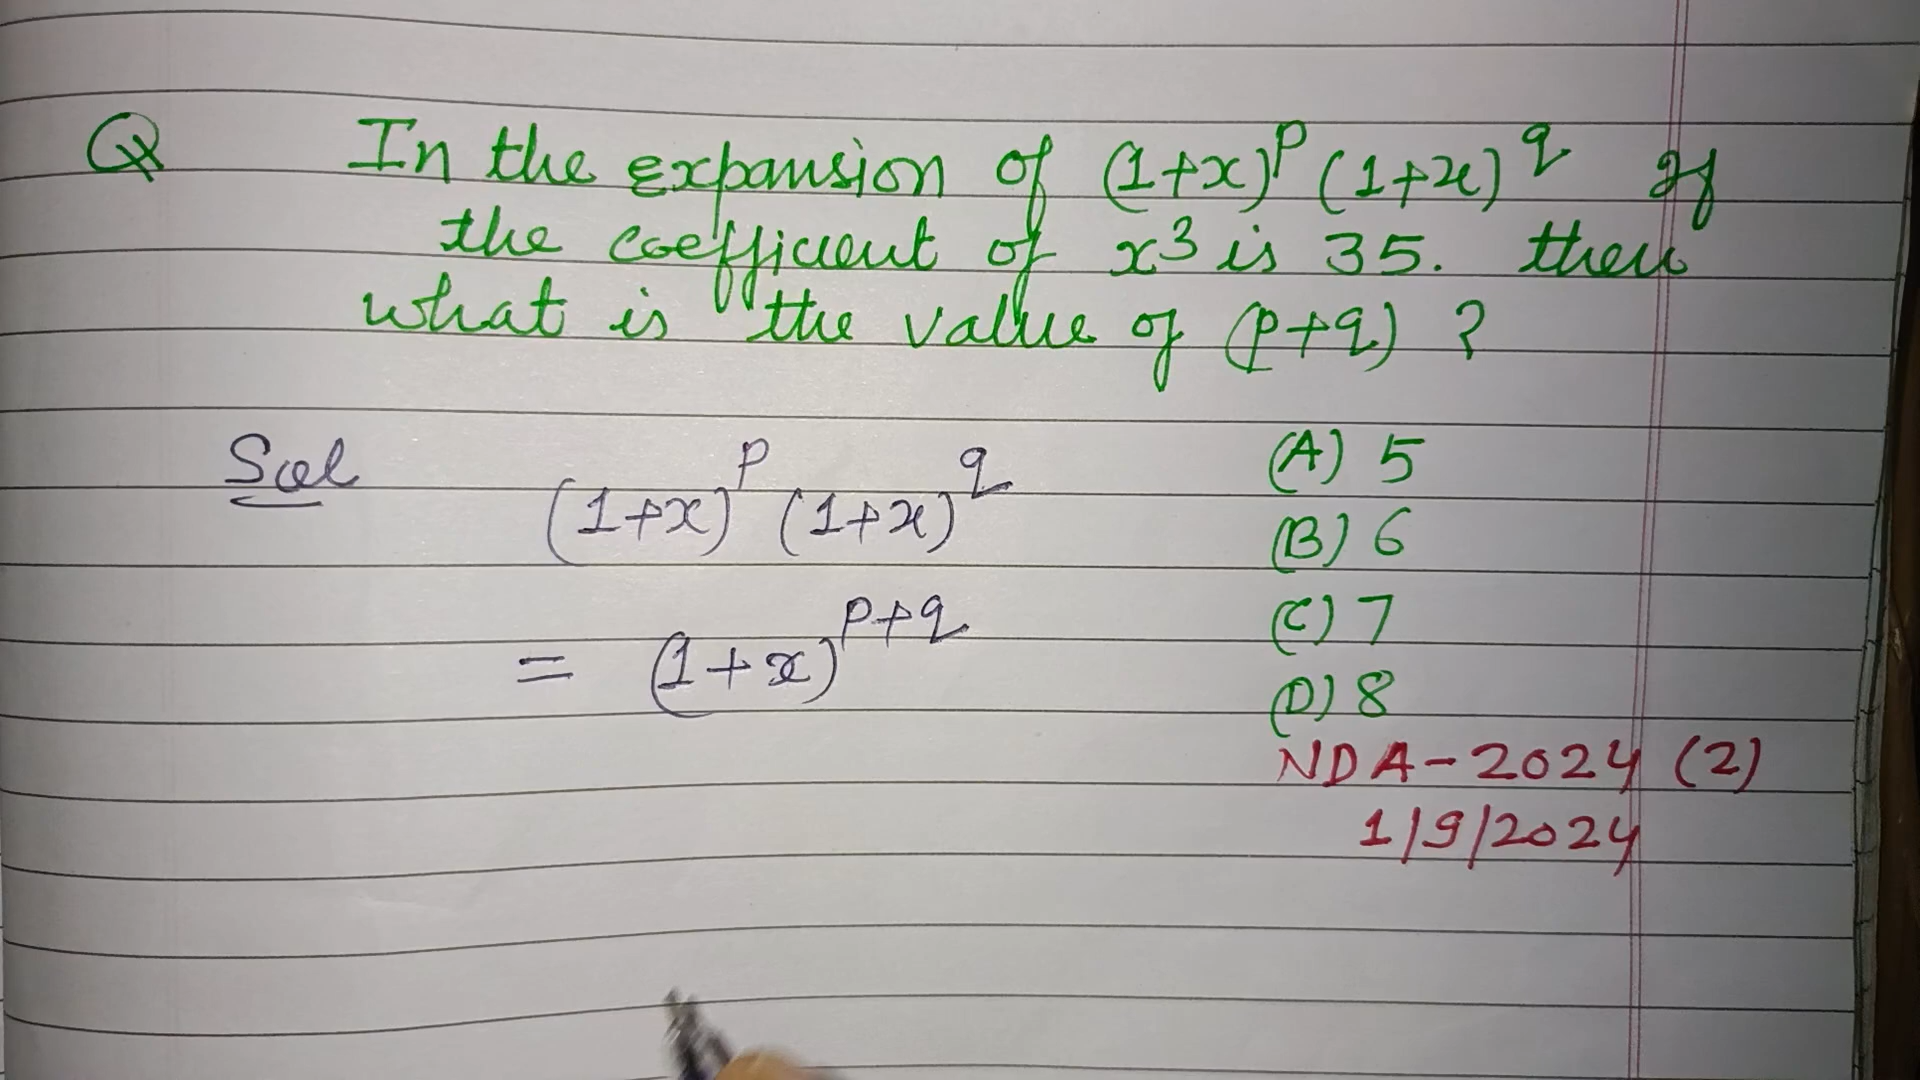 Q In the expansion of (1+x)^p (1+x)^q if
the coefficient of x^3 is 35. then
what is the value of (p+q) ?
Sol (1+x)^p (1+x)^q
= (1+x)^p+q
(A) 5
(B) 6
(C) 7
(D) 8
NDA-2024 (2)
1/9/2024